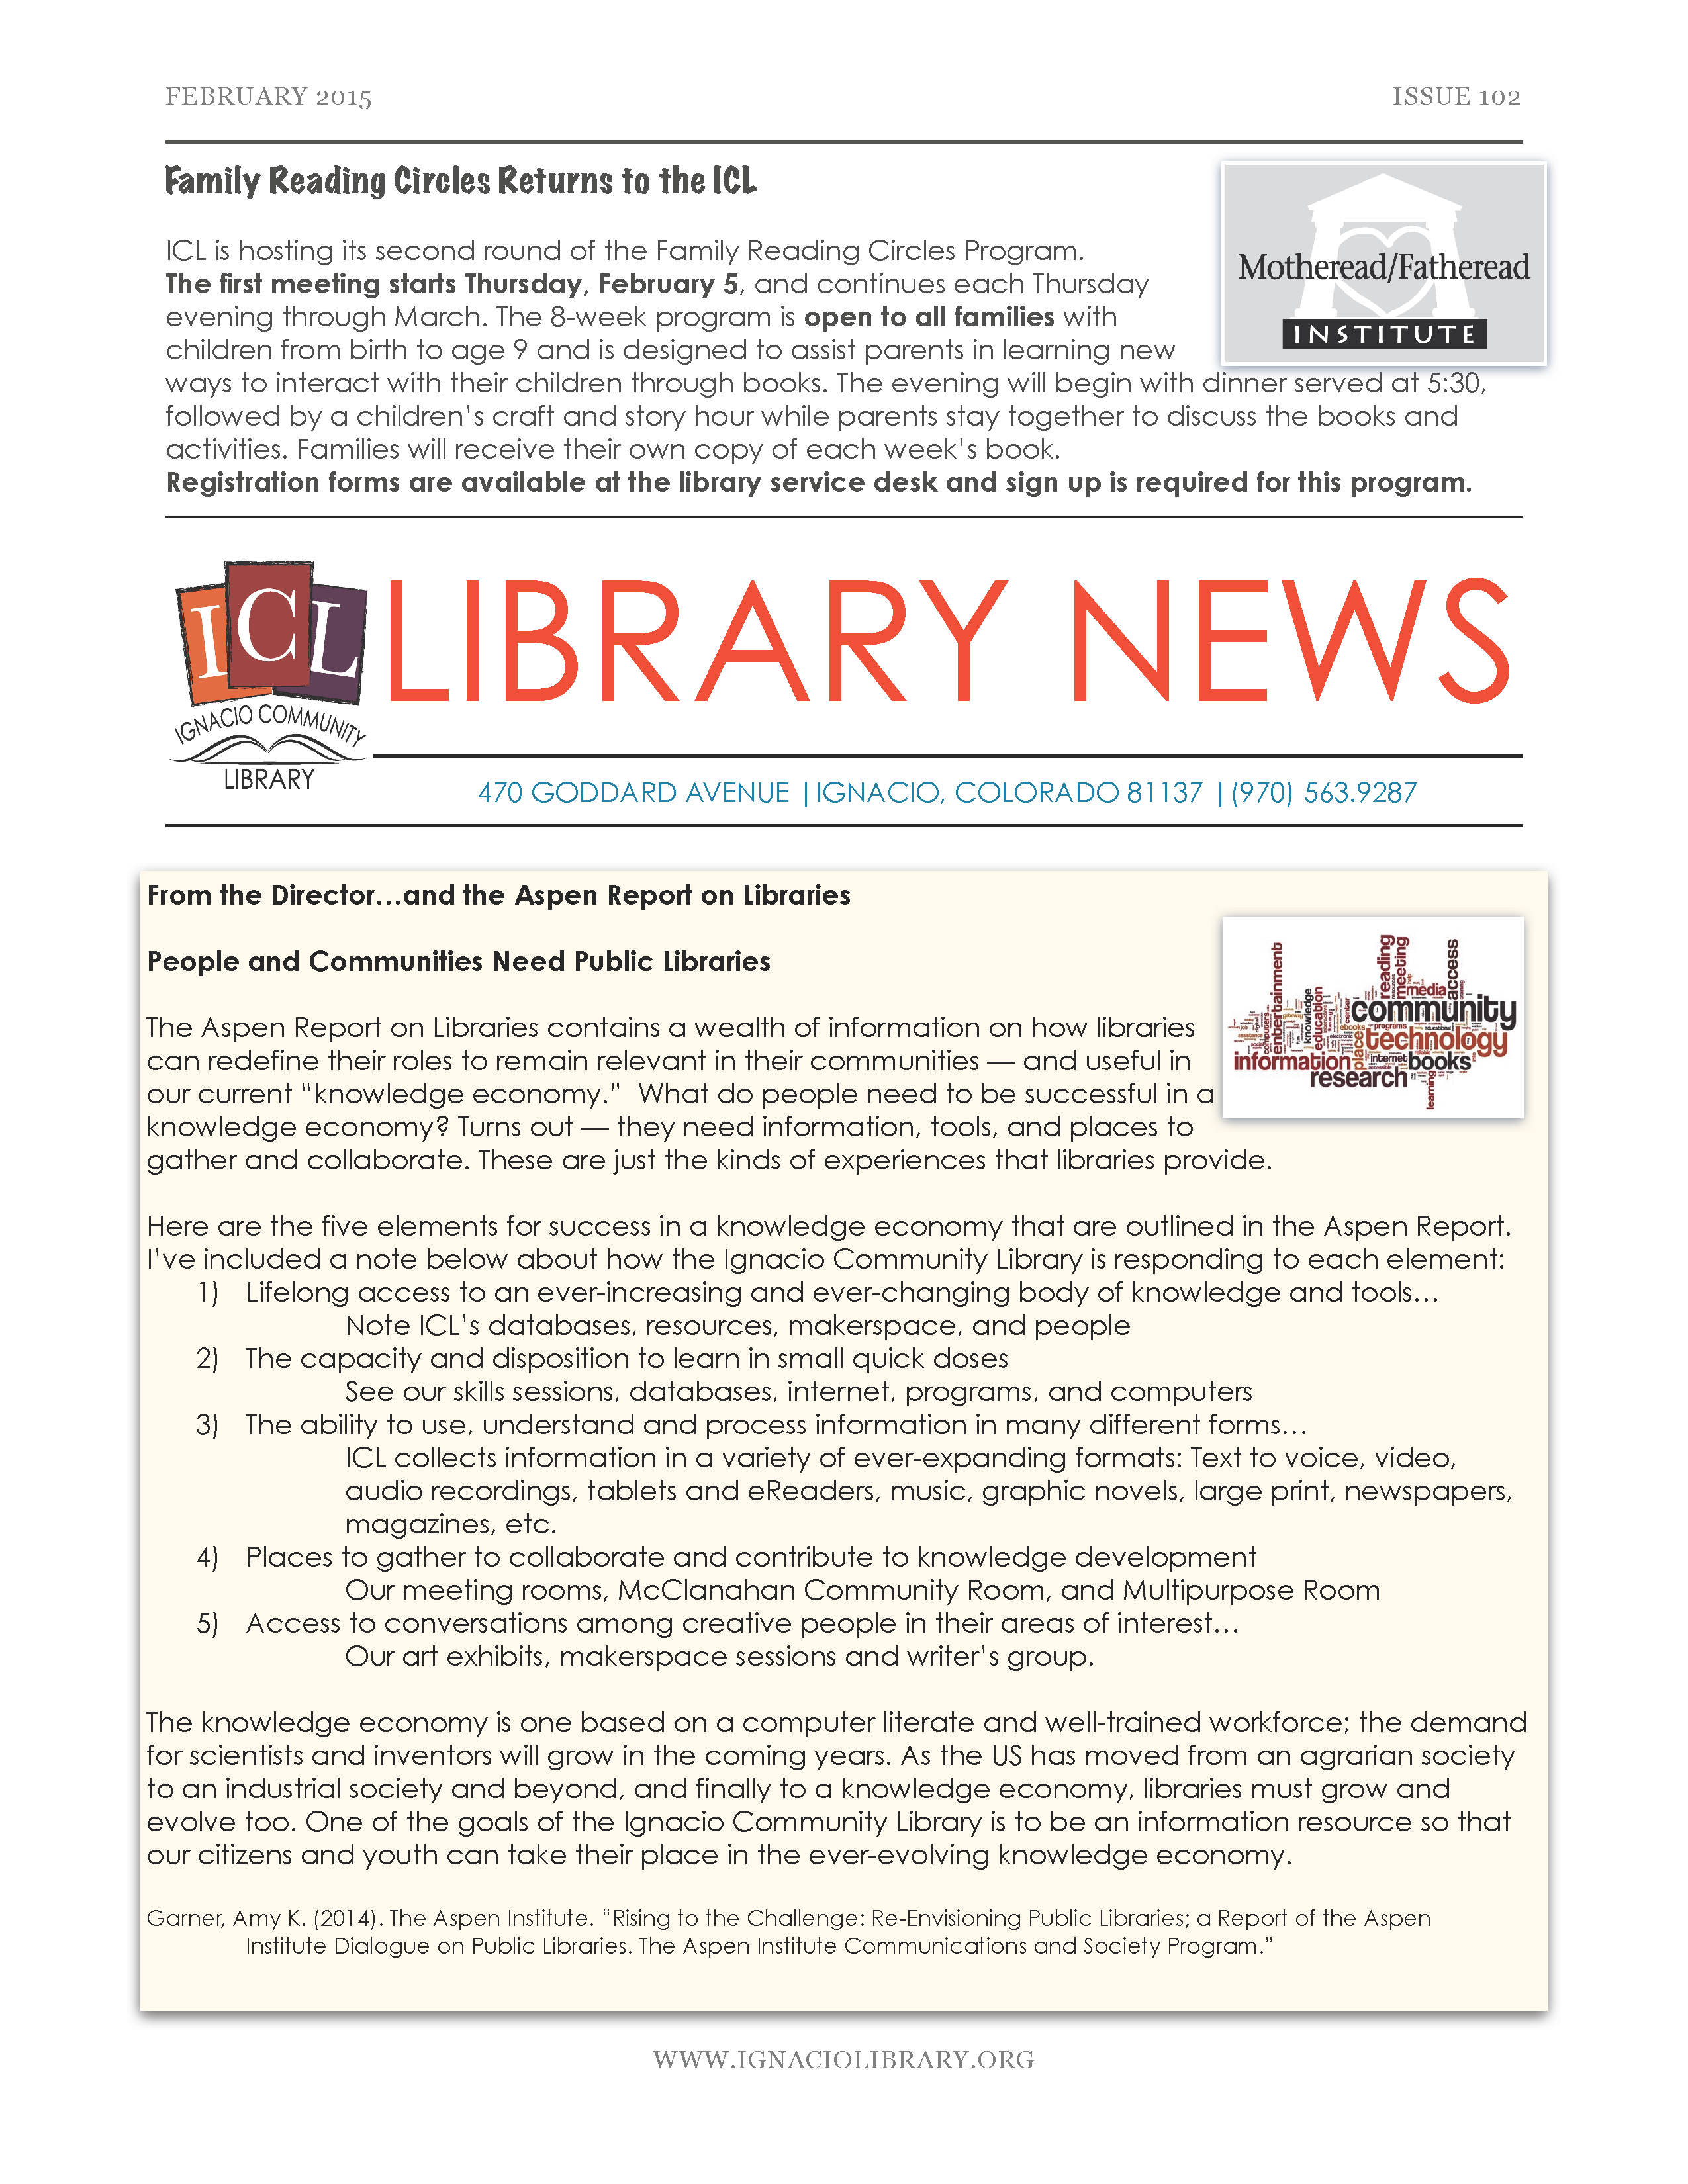 FEBRUARY 2015
ISSUE 102
Family Reading Circles Returns to the ICL
Motheread/Fatheread
INSTITUTE
ICL is hosting its second round of the Family Reading Circles Program.
The first meeting starts Thursday, February 5, and continues each Thursday
evening through March. The 8-week program is open to all families with
children from birth to age 9 and is designed to assist parents in learning new
ways to interact with their children through books. The evening will begin with dinner served at 5:30,
followed by a children's craft and story hour while parents stay together to discuss the books and
activities. Families will receive their own copy of each week's book.
Registration forms are available at the library service desk and sign up is required for this program.
ICL
IGNACIO COMMUNITY
LIBRARY
LIBRARY NEWS
470 GODDARD AVENUE |IGNACIO, COLORADO 81137 |(970) 563.9287
From the Director…and the Aspen Report on Libraries
People and Communities Need Public Libraries
entertainment
knowledge
education
reading
meeting
access
media
community
ebooks
programs
place
technology
information
internet
books
research
learning
computers
The Aspen Report on Libraries contains a wealth of information on how libraries
can redefine their roles to remain relevant in their communities — and useful in
our current “knowledge economy.”  What do people need to be successful in a
knowledge economy? Turns out — they need information, tools, and places to
gather and collaborate. These are just the kinds of experiences that libraries provide.
Here are the five elements for success in a knowledge economy that are outlined in the Aspen Report.
I've included a note below about how the Ignacio Community Library is responding to each element:
1) Lifelong access to an ever-increasing and ever-changing body of knowledge and tools…
Note ICL's databases, resources, makerspace, and people
2) The capacity and disposition to learn in small quick doses
See our skills sessions, databases, internet, programs, and computers
3) The ability to use, understand and process information in many different forms…
ICL collects information in a variety of ever-expanding formats: Text to voice, video,
audio recordings, tablets and eReaders, music, graphic novels, large print, newspapers,
magazines, etc.
4) Places to gather to collaborate and contribute to knowledge development
Our meeting rooms, McClanahan Community Room, and Multipurpose Room
5) Access to conversations among creative people in their areas of interest…
Our art exhibits, makerspace sessions and writer's group.
The knowledge economy is one based on a computer literate and well-trained workforce; the demand
for scientists and inventors will grow in the coming years. As the US has moved from an agrarian society
to an industrial society and beyond, and finally to a knowledge economy, libraries must grow and
evolve too. One of the goals of the Ignacio Community Library is to be an information resource so that
our citizens and youth can take their place in the ever-evolving knowledge economy.
Garner, Amy K. (2014). The Aspen Institute. “Rising to the Challenge: Re-Envisioning Public Libraries; a Report of the Aspen
Institute Dialogue on Public Libraries. The Aspen Institute Communications and Society Program.”
WWW.IGNACIOLIBRARY.ORG